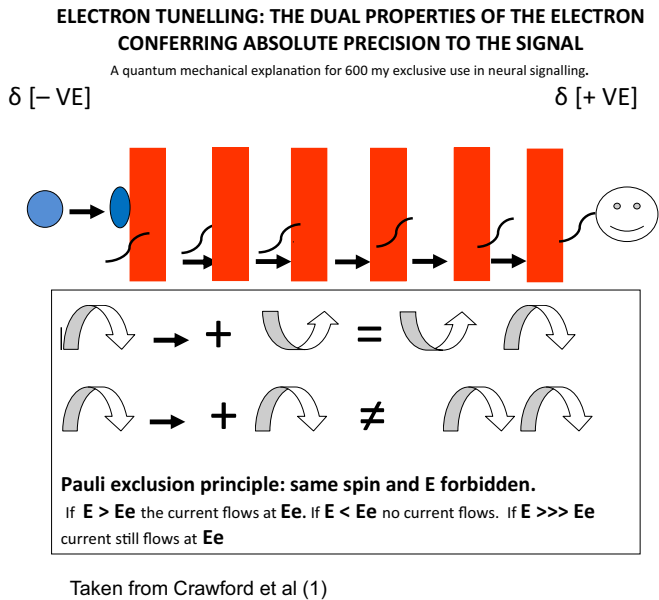 ELECTRON TUNELLING: THE DUAL PROPERTIES OF THE ELECTRON
CONFERRING ABSOLUTE PRECISION TO THE SIGNAL
A quantum mechanical explanation for 600 my exclusive use in neural signalling.
δ [– VE]
δ [+ VE]
+ =
+ ≠
Pauli exclusion principle: same spin and E forbidden.
If E > Ee the current flows at Ee. If E < Ee no current flows. If E >>> Ee
current still flows at Ee
Taken from Crawford et al (1)